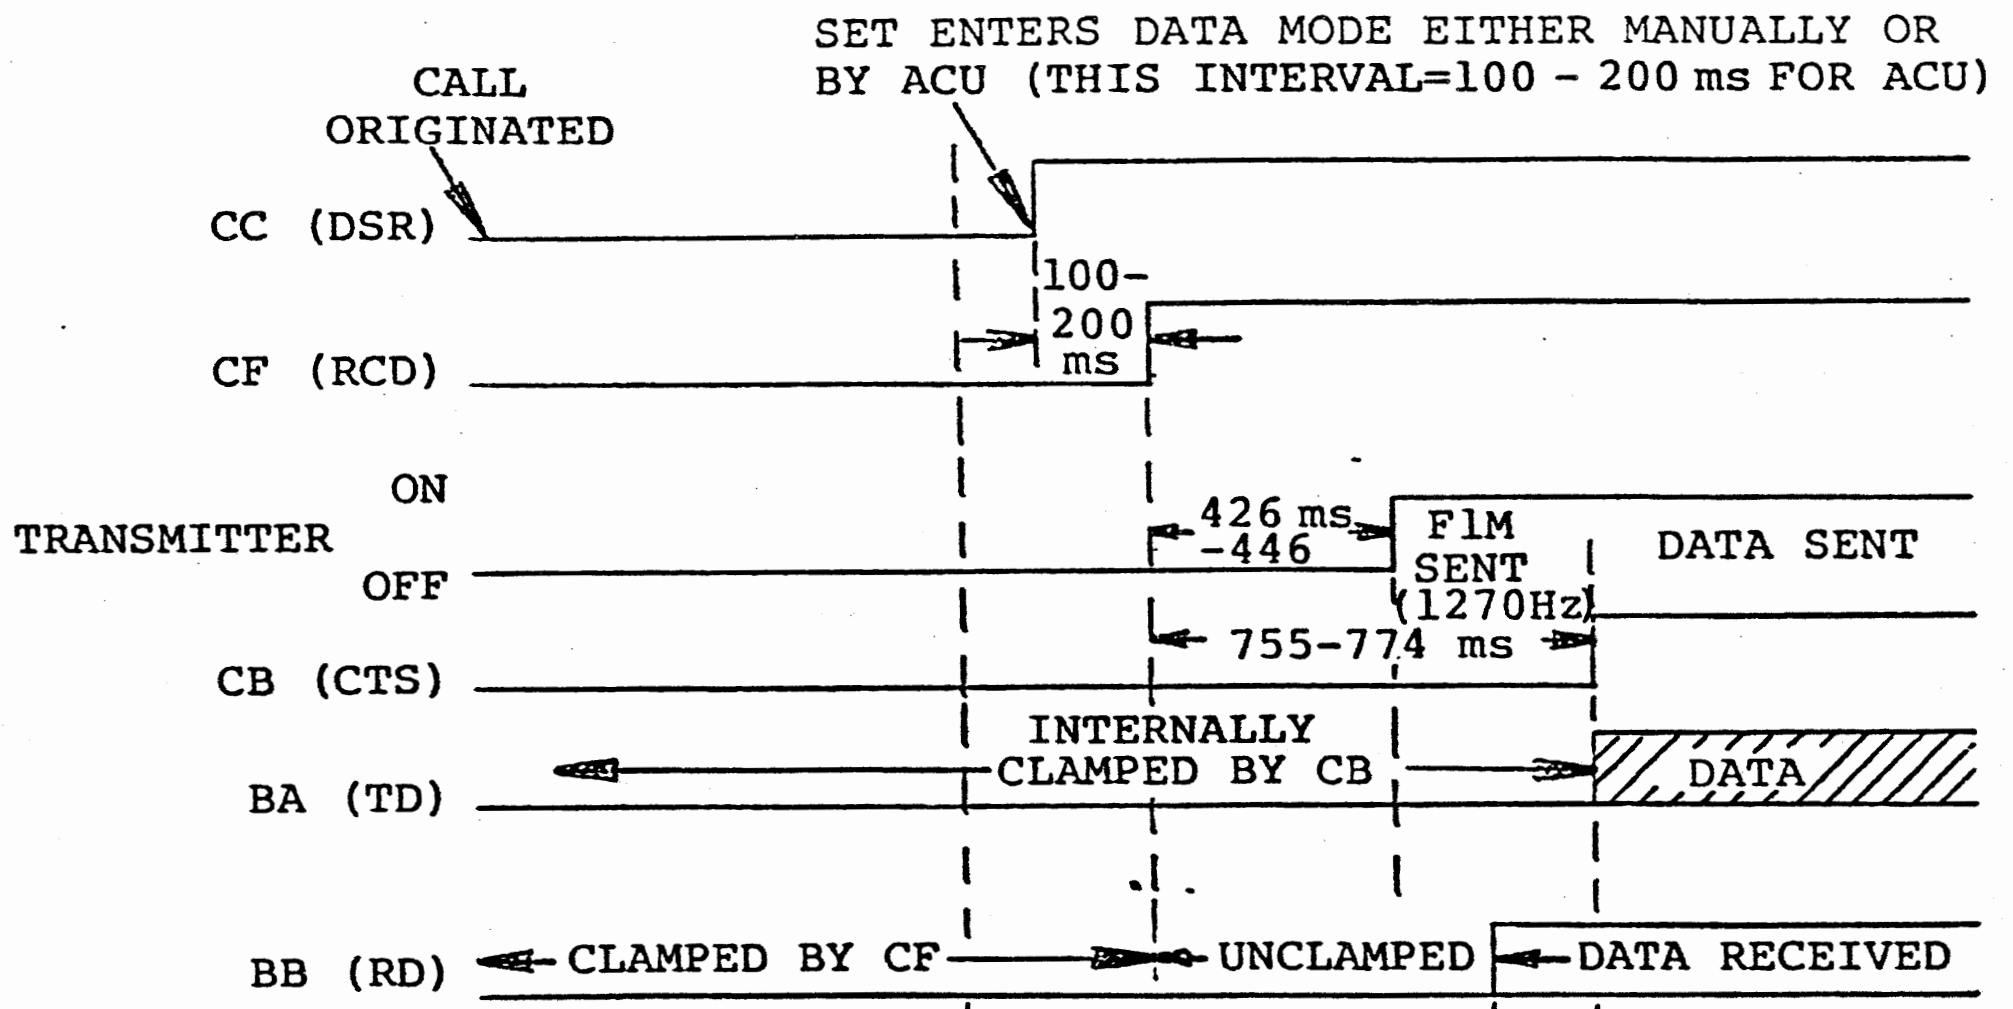 SET ENTERS DATA MODE EITHER MANUALLY OR
BY ACU (THIS INTERVAL=100 - 200 ms FOR ACU)
CALL
ORIGINATED
CC (DSR)
100-
200
ms
CF (RCD)
ON
TRANSMITTER
OFF
426 ms
-446
F1M
SENT
(1270Hz)
DATA SENT
755-774 ms
CB (CTS)
INTERNALLY
CLAMPED BY CB
DATA
BA (TD)
BB (RD)
CLAMPED BY CF
UNCLAMPED
DATA RECEIVED